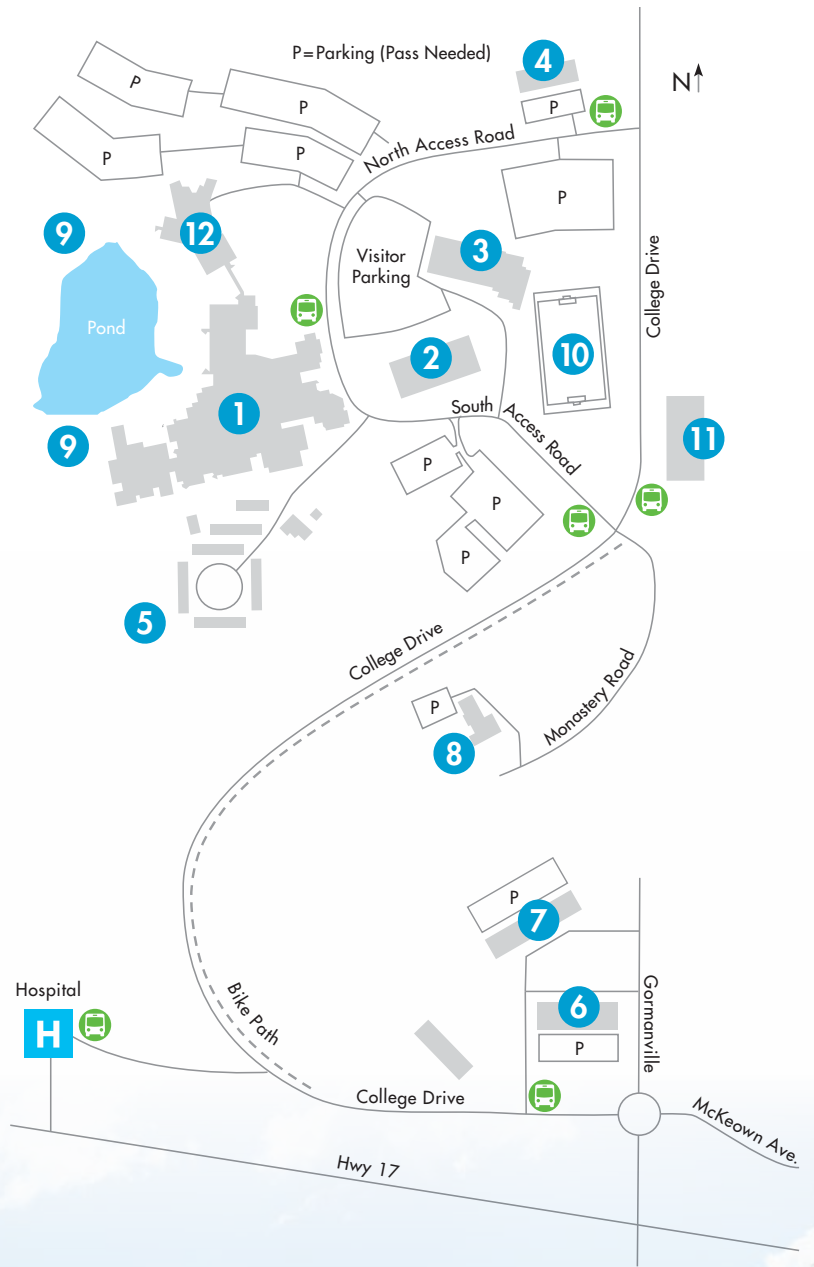 P=Parking (Pass Needed)
4
N
P
P
P
P
North Access Road
P
P
P
9
12
3
Visitor
Parking
College Drive
Pond
2
10
1
South
Access Road
11
9
P
P
P
5
College Drive
P
Monastery Road
8
P
7
Hospital
H
Bike Path
6
Gormanville
P
College Drive
McKeown Ave.
Hwy 17